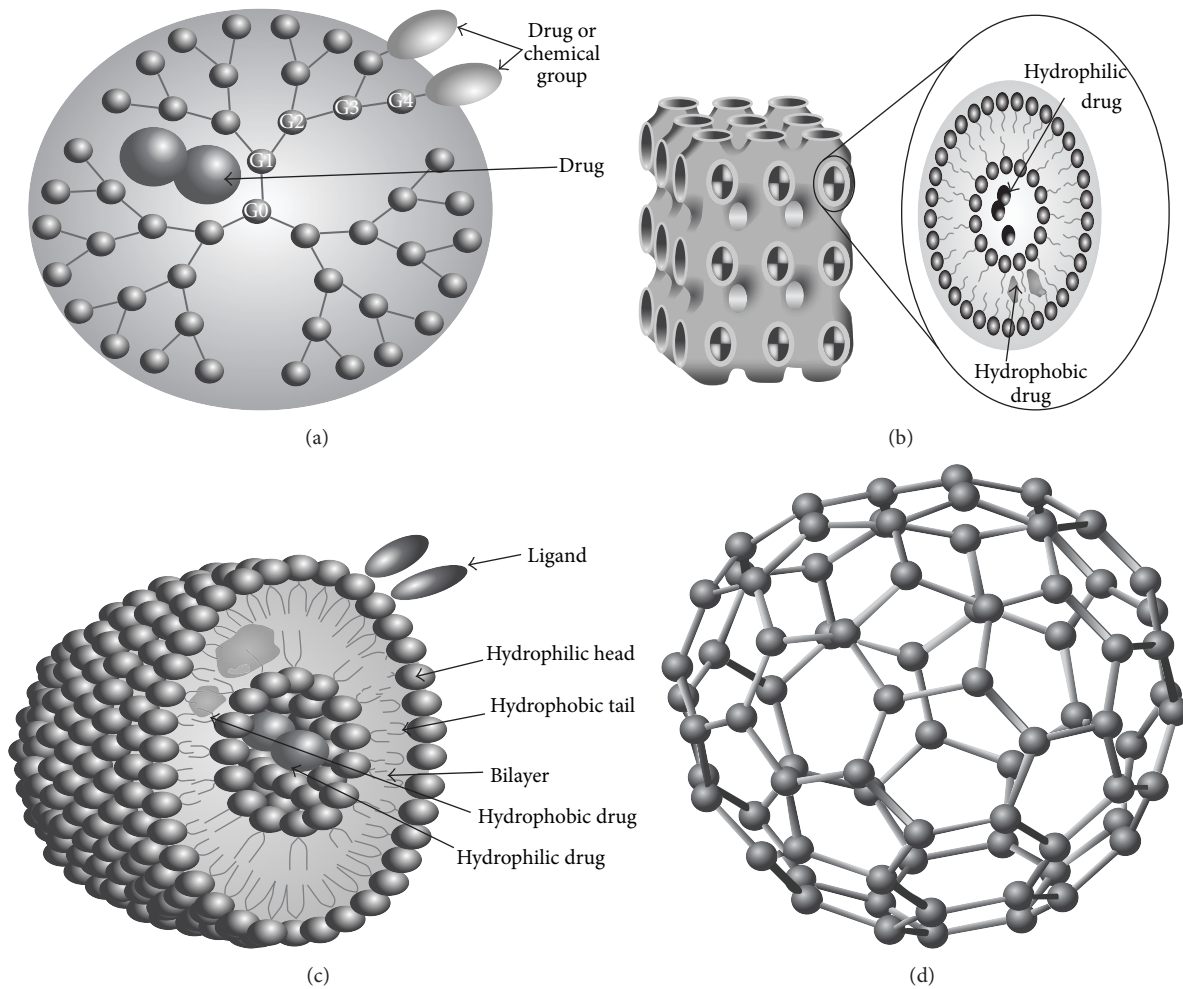 Drug or
chemical
group
G3
G4
G2
G1
Drug
G0
(a)
Hydrophilic
drug
Hydrophobic
drug
(b)
Ligand
Hydrophilic head
Hydrophobic tail
Bilayer
Hydrophobic drug
Hydrophilic drug
(c)
(d)